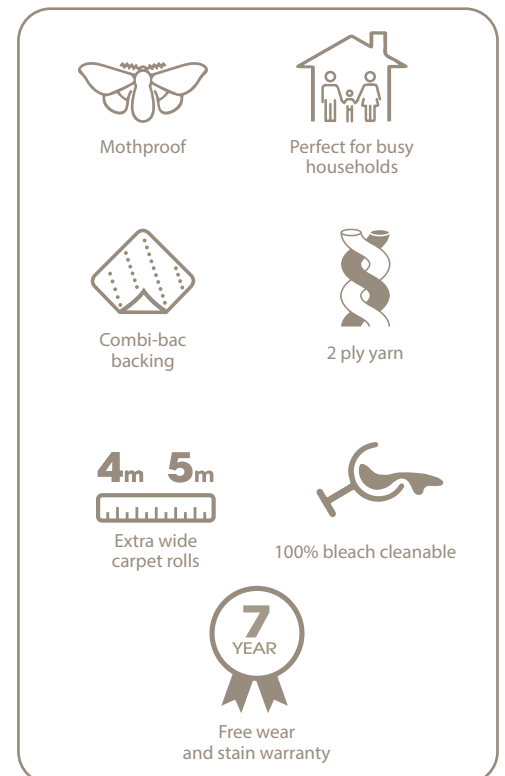 Mothproof
Perfect for busy
households
Combi-bac
backing
2 ply yarn
4m 5m
Extra wide
carpet rolls
100% bleach cleanable
7
YEAR
Free wear
and stain warranty